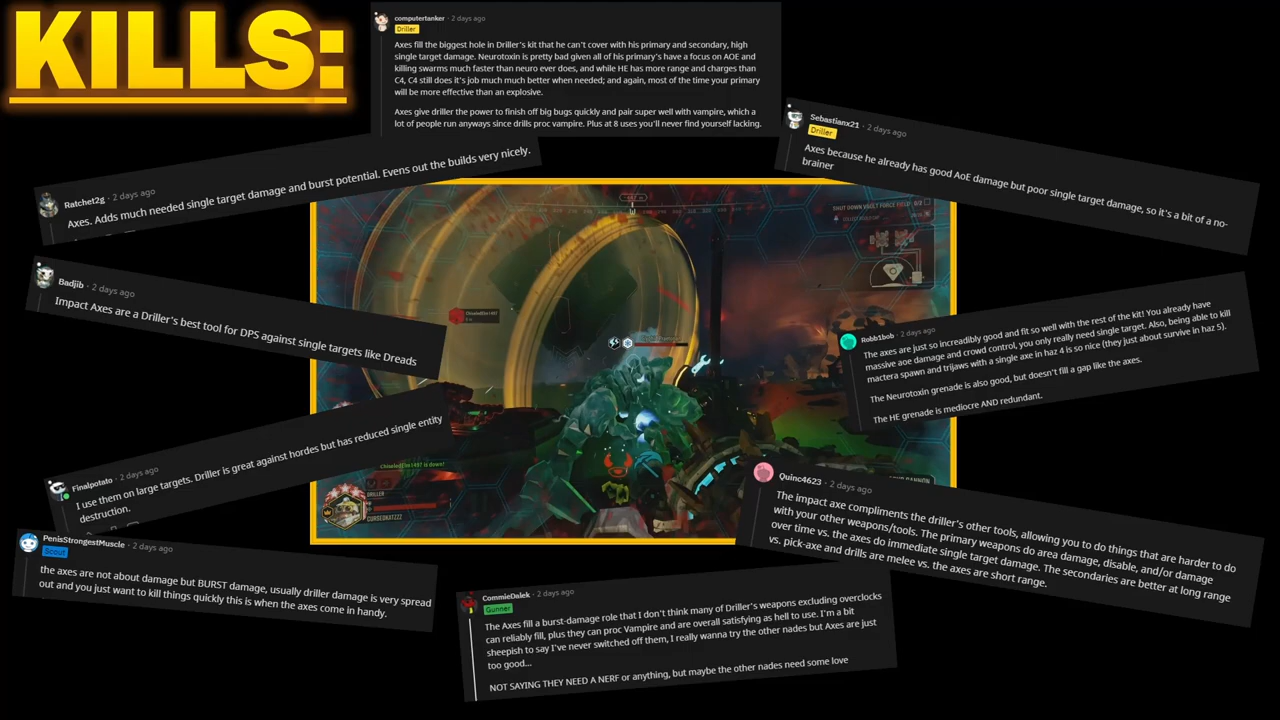 KILLS:
computertanker · 2 days ago
Driller
Axes fill the biggest hole in Driller's kit that he can't cover with his primary and secondary, high
single target damage. Neurotoxin is pretty bad given all of his primary's have a focus on AOE and
killing swarms much faster than neuro ever does, and while HE has more range and charges than
C4, C4 still does it's job much much better when needed; and again, most of the time your primary
will be more effective than an explosive.
Axes give driller the power to finish off big bugs quickly and pair super well with vampire, which a
lot of people run anyways since drills proc vampire. Plus at 8 uses you'll never find yourself lacking.
Sebastianx21 · 2 days ago
Driller
Axes because he already has good AoE damage but poor single target damage, so it's a bit of a no-
brainer
Ratchet2g · 2 days ago
Axes. Adds much needed single target damage and burst potential. Evens out the builds very nicely.
Badjib · 2 days ago
Impact Axes are a Driller's best tool for DPS against single targets like Dreads
Robb1bob · 2 days ago
The axes are just so increadibly good and fit so well with the rest of the kit! You already have
massive aoe damage and crowd control, you only really need single target. Also, being able to kill
mactera spawn and trijaws with a single axe in haz 4 is so nice (they just about survive in haz 5).
The Neurotoxin grenade is also good, but doesn't fill a gap like the axes.
The HE grenade is mediocre AND redundant.
Finalpotato · 2 days ago
I use them on large targets. Driller is great against hordes but has reduced single entity
destruction.
Quinc4623 · 2 days ago
The impact axe compliments the driller's other tools, allowing you to do things that are harder to do
with your other weapons/tools. The primary weapons do area damage, disable, and/or damage
over time vs. the axes do immediate single target damage. The secondaries are better at long range
vs. pick-axe and drills are melee vs. the axes are short range.
PenisStrongestMuscle · 2 days ago
Scout
the axes are not about damage but BURST damage, usually driller damage is very spread
out and you just want to kill things quickly this is when the axes come in handy.
CommieDalek · 2 days ago
Gunner
The Axes fill a burst-damage role that I don't think many of Driller's weapons excluding overclocks
can reliably fill, plus they can proc Vampire and are overall satisfying as hell to use. I'm a bit
sheepish to say I've never switched off them, I really wanna try the other nades but Axes are just
too good...
NOT SAYING THEY NEED A NERF or anything, but maybe the other nades need some love
SHUT DOWN VAULT FORCE FIELD
DRILLER